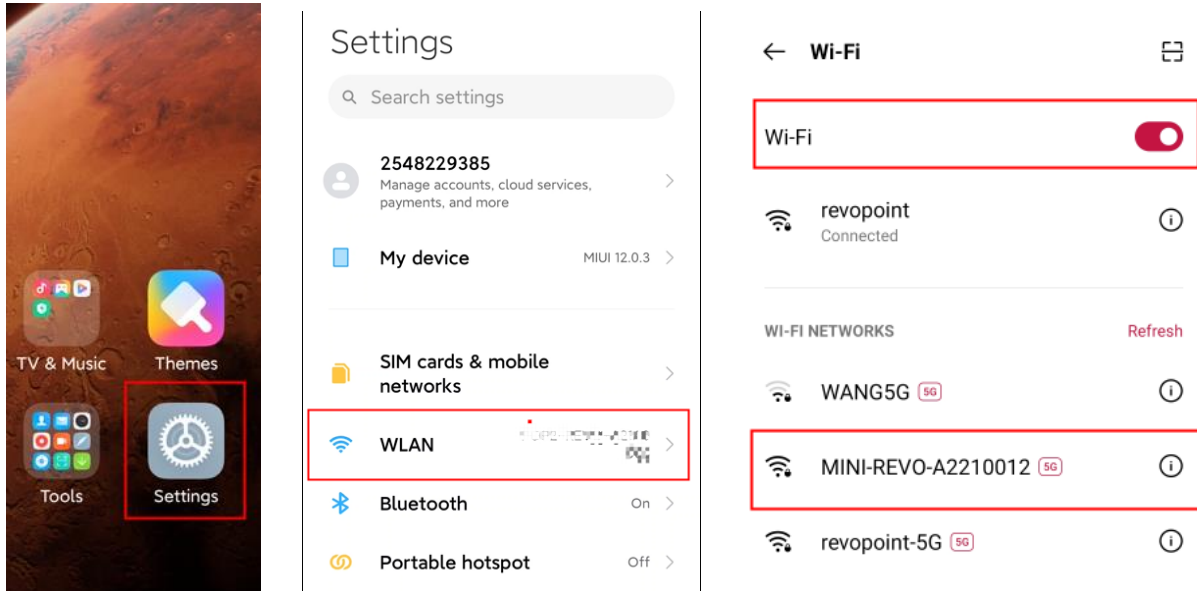 TV & Music
Themes
Tools
Settings
Settings
Search settings
2548229385
Manage accounts, cloud services,
payments, and more
My device
MIUI 12.0.3
SIM cards & mobile
networks
WLAN
Bluetooth
On
Portable hotspot
Off
Wi-Fi
Wi-Fi
revopoint
Connected
WI-FI NETWORKS
Refresh
WANG5G 5G
MINI-REVO-A2210012 5G
revopoint-5G 5G